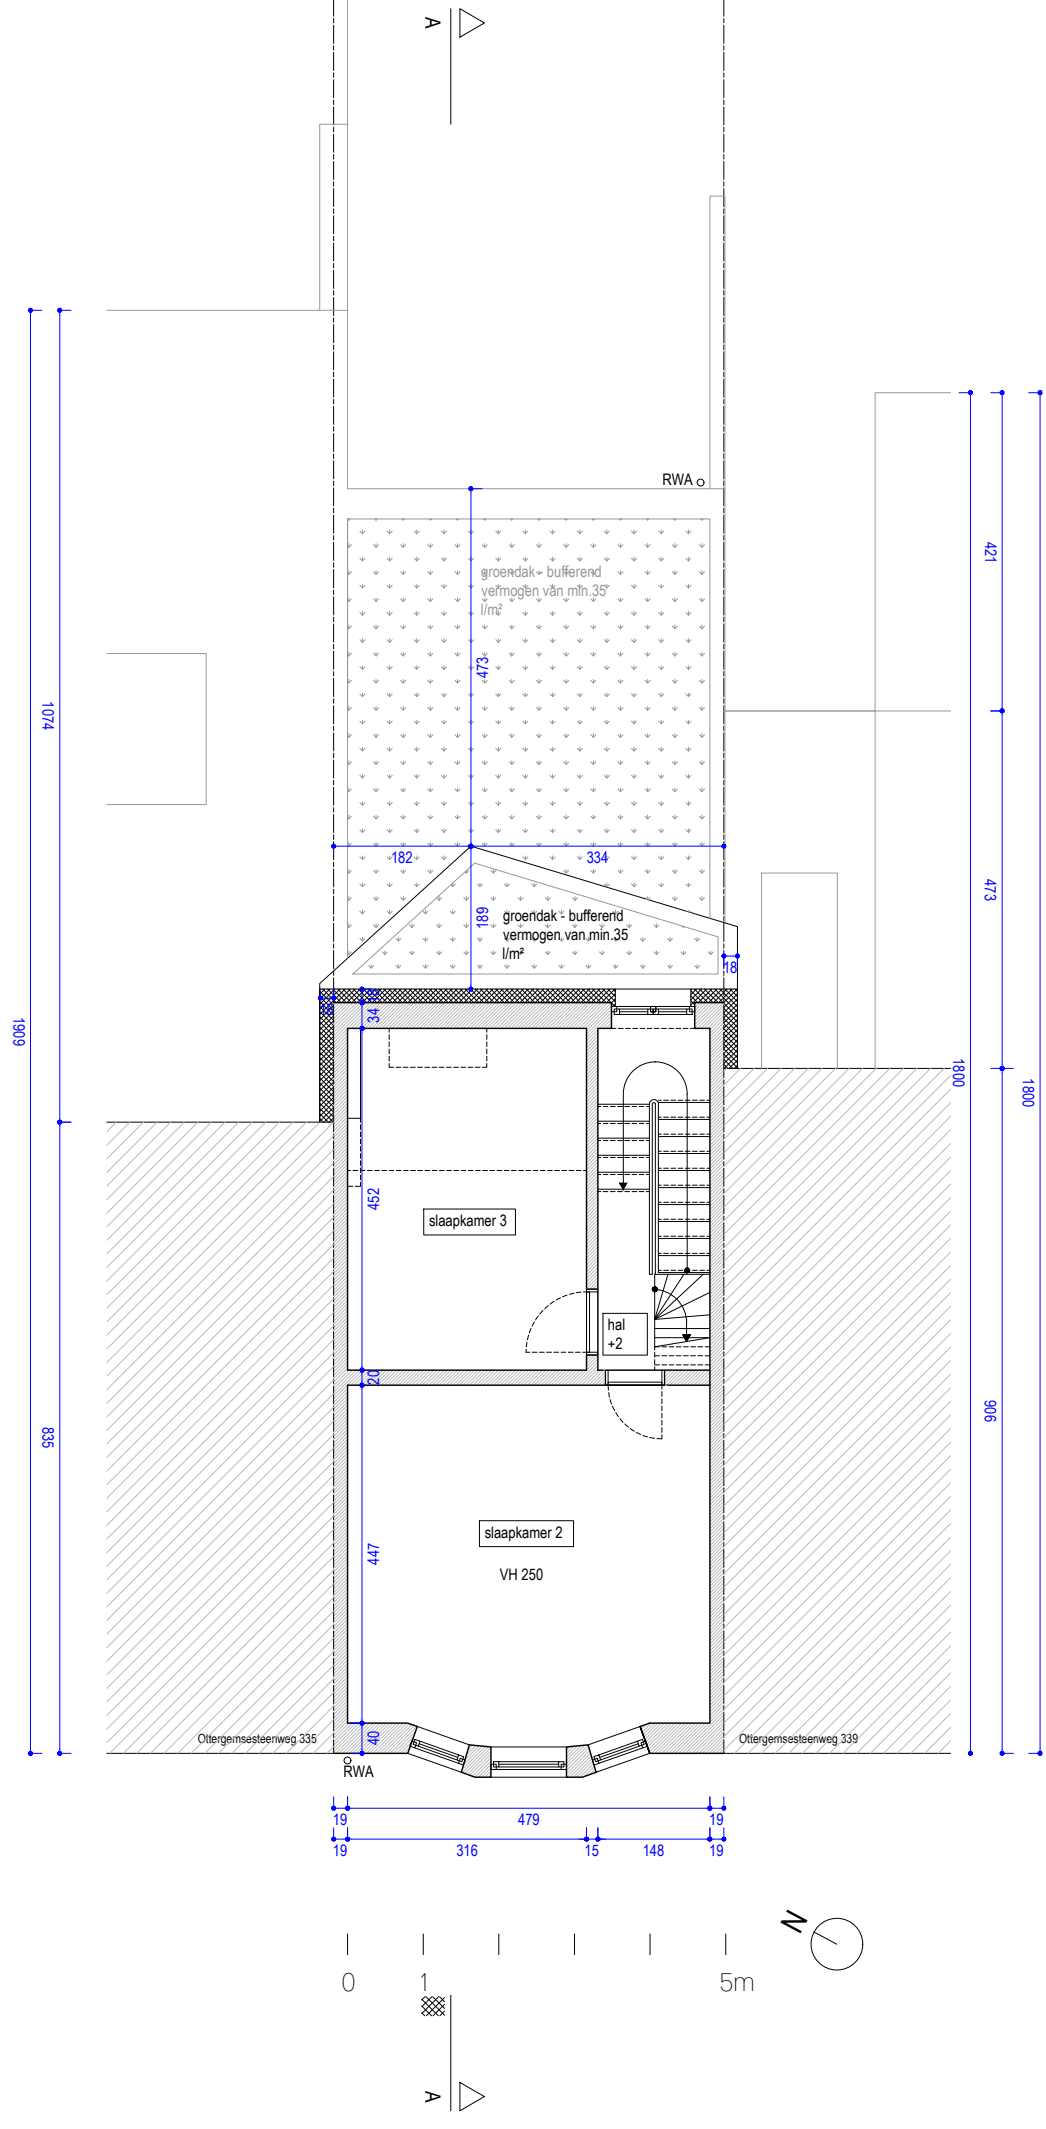 A
RWA
421
groendak - bufferend
vermogen van min.35
l/m²
473
1074
182
334
473
189
groendak - bufferend
vermogen van min.35
l/m²
18
18
18
34
1909
1800
1800
452
slaapkamer 3
hal
+2
20
906
835
slaapkamer 2
447
VH 250
40
Ottergemsesteenweg 335
Ottergemsesteenweg 339
RWA
19
479
19
19
316
15
148
19
N
0
1
5m
A